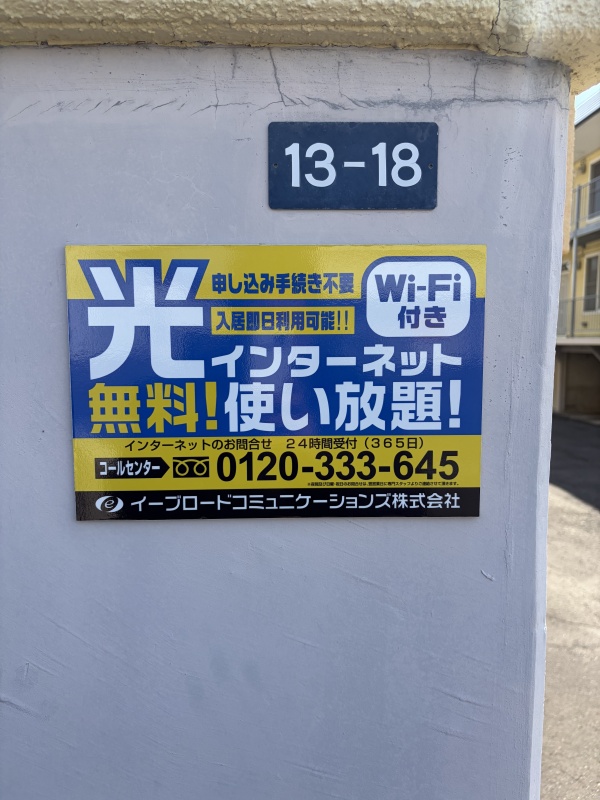 13-18
光
申し込み手続き不要
入居即日利用可能!!
Wi-Fi
付き
インターネット
無料!使い放題!
インターネットのお問合せ 24時間受付(365日)
コールセンター 0120-333-645
e イーブロードコミュニケーションズ株式会社